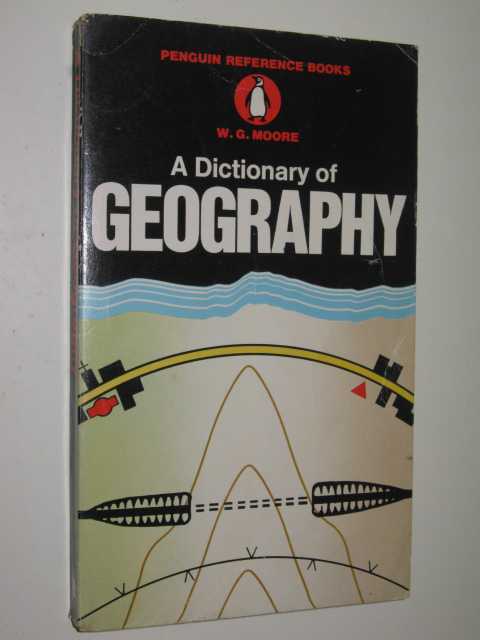 PENGUIN REFERENCE BOOKS
W. G. MOORE
A Dictionary of
GEOGRAPHY